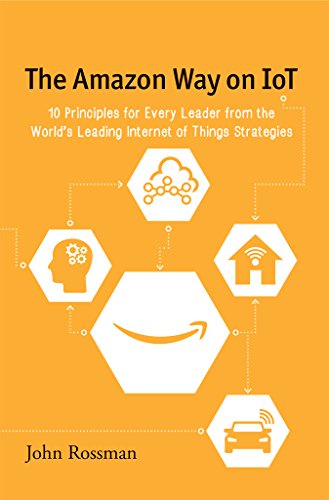 The Amazon Way on IoT
10 Principles for Every Leader from the
World's Leading Internet of Things Strategies
John Rossman